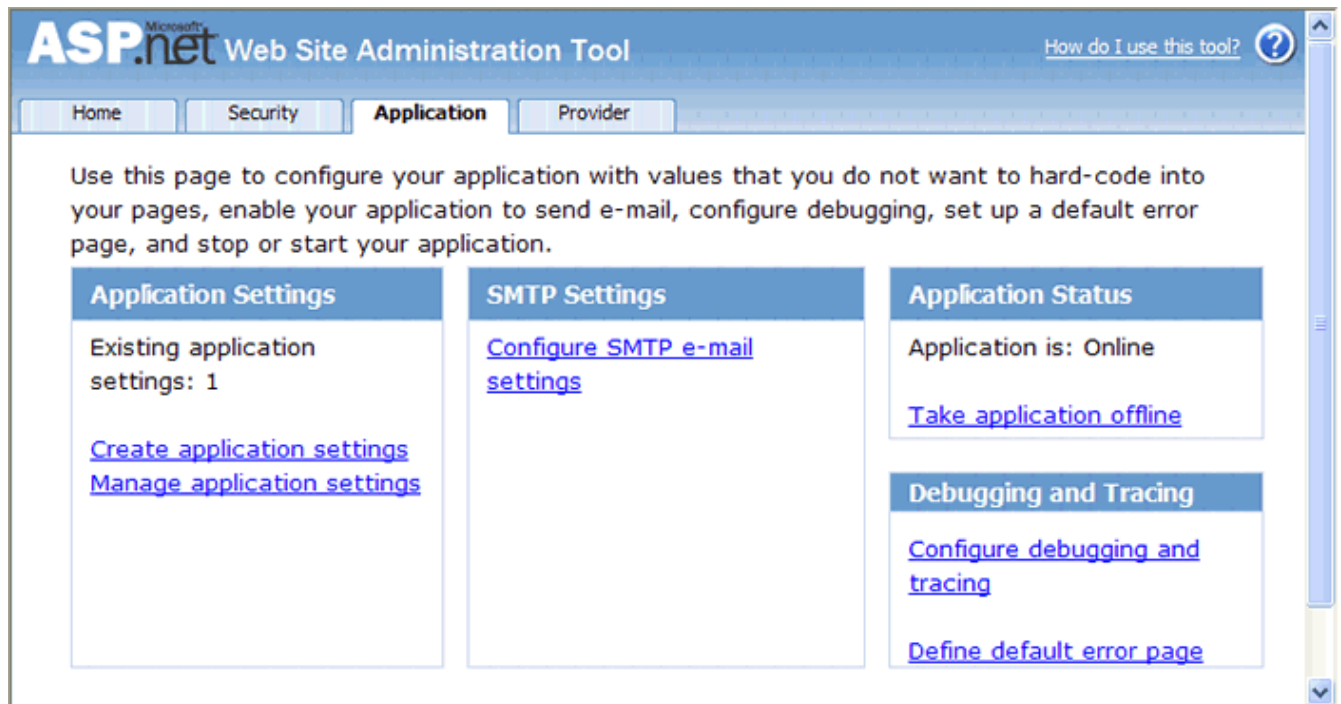 Microsoft
ASP.net Web Site Administration Tool
How do I use this tool? ?
Home Security Application Provider
Use this page to configure your application with values that you do not want to hard-code into
your pages, enable your application to send e-mail, configure debugging, set up a default error
page, and stop or start your application.
Application Settings
Existing application
settings: 1
Create application settings
Manage application settings
SMTP Settings
Configure SMTP e-mail
settings
Application Status
Application is: Online
Take application offline
Debugging and Tracing
Configure debugging and
tracing
Define default error page